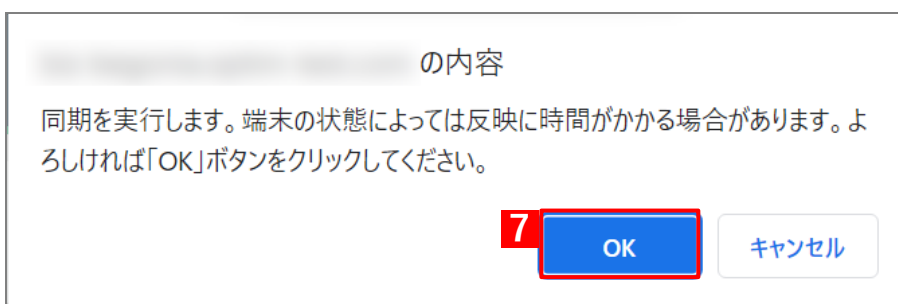 の内容
同期を実行します。端末の状態によっては反映に時間がかかる場合があります。よ
ろしければ「OK」ボタンをクリックしてください。
7
OK
キャンセル